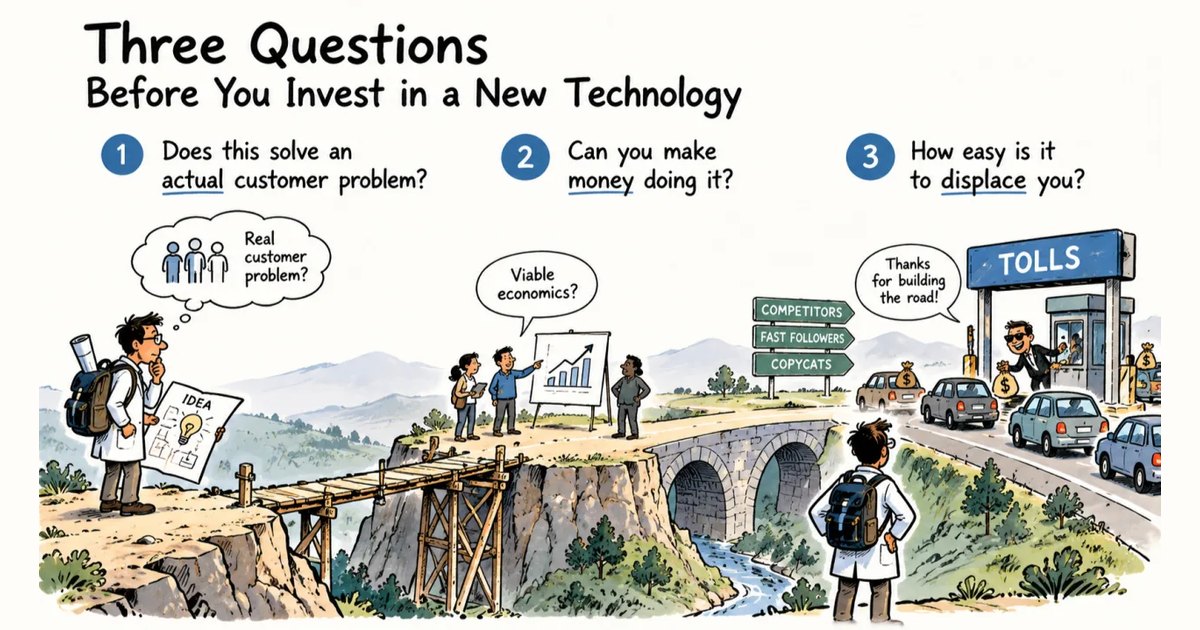 Three Questions
Before You Invest in a New Technology
1
Does this solve an
actual customer problem?
2
Can you make
money doing it?
3
How easy is it
to displace you?
Real
customer
problem?
IDEA
Viable
economics?
COMPETITORS
FAST FOLLOWERS
COPYCATS
Thanks
for building
the road!
TOLLS
$
$
$